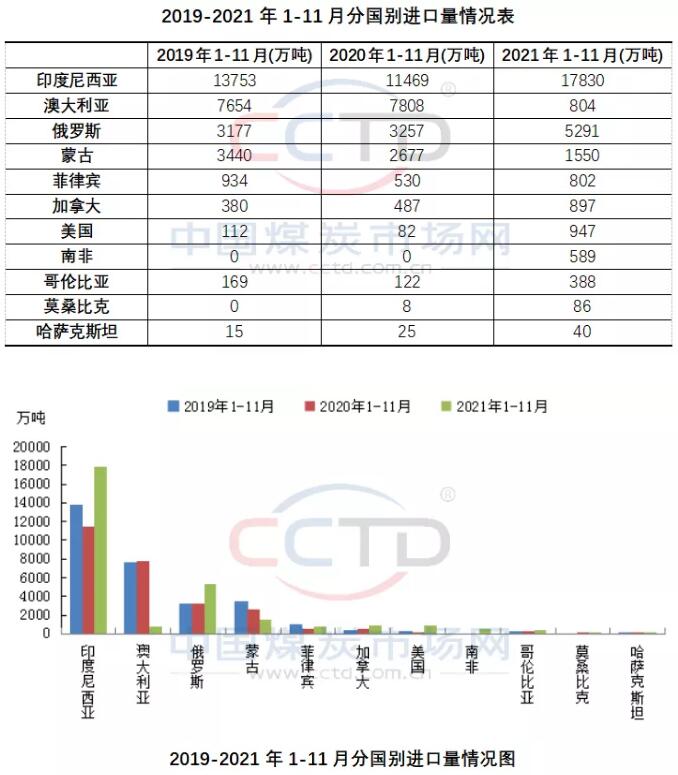 2019-2021 年 1-11 月分国别进口量情况表
2019年1-11月(万吨) 2020年1-11月(万吨) 2021年1-11月(万吨)
印度尼西亚 13753 11469 17830
澳大利亚 7654 7808 804
俄罗斯 3177 3257 5291
蒙古 3440 2677 1550
菲律宾 934 530 802
加拿大 380 487 897
美国 112 82 947
南非 0 0 589
哥伦比亚 169 122 388
莫桑比克 0 8 86
哈萨克斯坦 15 25 40
CCTD®
中国煤炭市场网
www.cctd.com.cn
2019年1-11月 2020年1-11月 2021年1-11月
万吨
20000
18000
16000
14000
12000
10000
8000
6000
4000
2000
0
印度尼西亚 澳大利亚 俄罗斯 蒙古 菲律宾 加拿大 美国 南非 哥伦比亚 莫桑比克 哈萨克斯坦
CCTD®
中国煤炭市场网
www.cctd.com.cn
2019-2021 年 1-11 月分国别进口量情况图